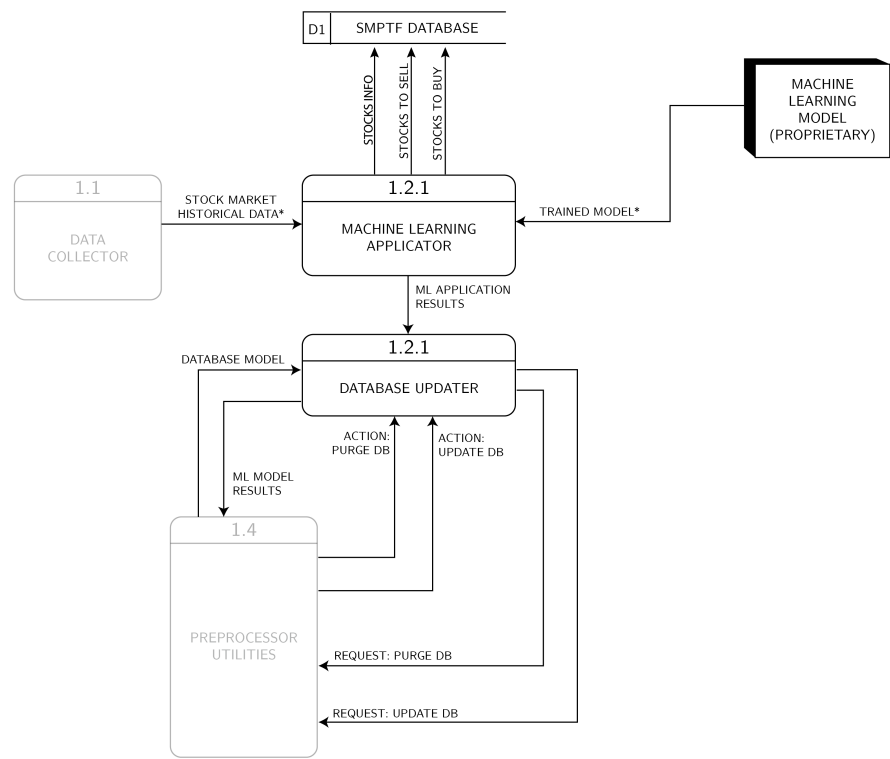 D1
SMPTF DATABASE
STOCKS INFO
STOCKS TO SELL
STOCKS TO BUY
MACHINE
LEARNING
MODEL
(PROPRIETARY)
1.1
DATA
COLLECTOR
STOCK MARKET
HISTORICAL DATA*
1.2.1
MACHINE LEARNING
APPLICATOR
TRAINED MODEL*
ML APPLICATION
RESULTS
1.2.1
DATABASE UPDATER
DATABASE MODEL
ACTION:
PURGE DB
ACTION:
UPDATE DB
ML MODEL
RESULTS
1.4
PREPROCESSOR
UTILITIES
REQUEST: PURGE DB
REQUEST: UPDATE DB